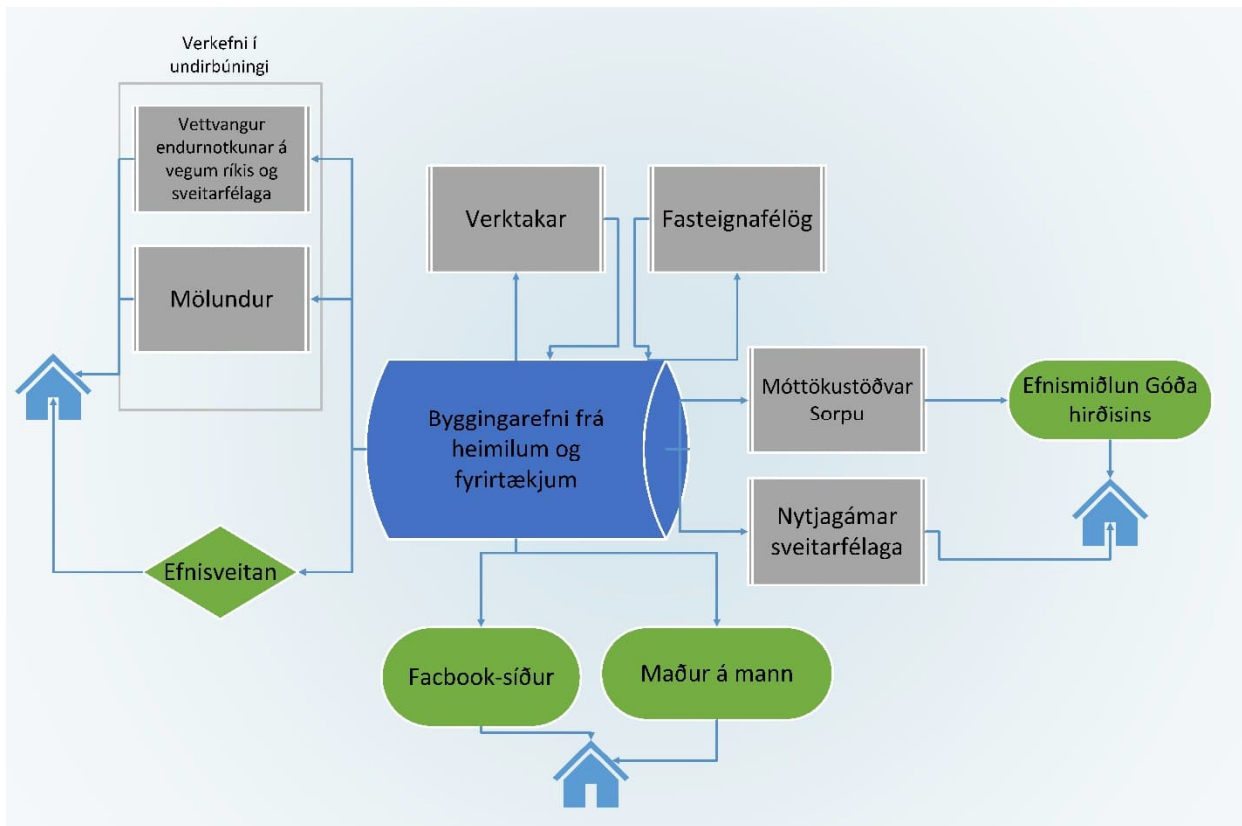 Verkefni í
undirbúningi
Vettvangur
endurnotkunar á
vegum ríkis og
sveitarfélaga
Mölundur
Verktakar
Fasteignafélög
Byggingarefni frá
heimilum og
fyrirtækjum
Móttökustöðvar
Sorpu
Efnismiðlun Góða
hirðisins
Nytjagámar
sveitarfélaga
Efnisveitan
Facbook-síður
Maður á mann